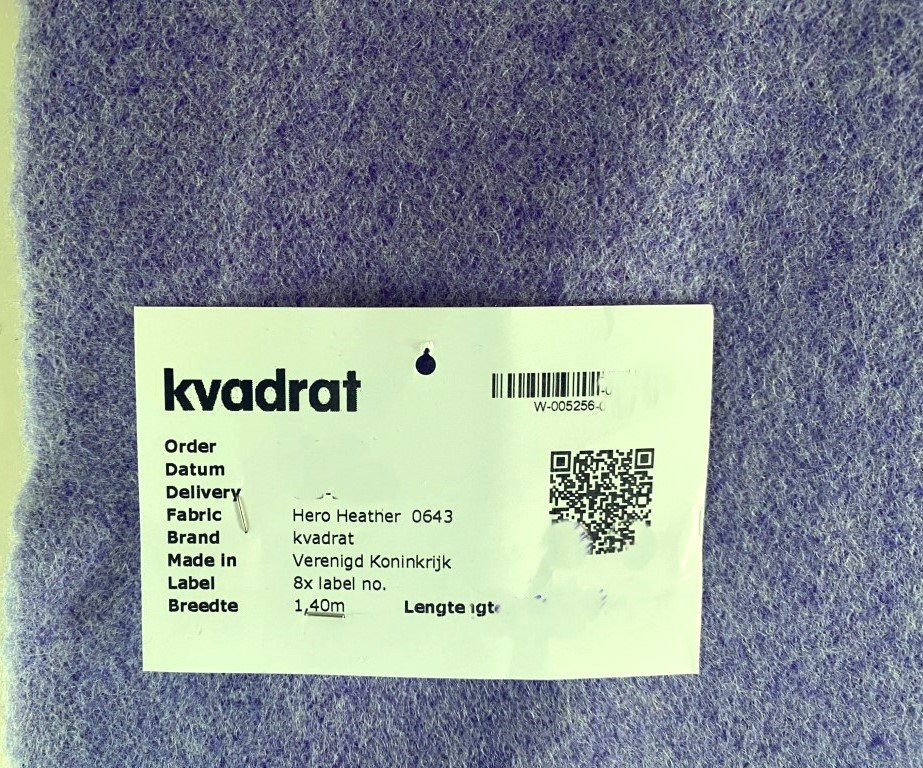 kvadrat
W-005256-
Order
Datum
Delivery
Fabric Hero Heather 0643
Brand kvadrat
Made in Verenigd Koninkrijk
Label 8x label no.
Breedte 1,40m Lengte